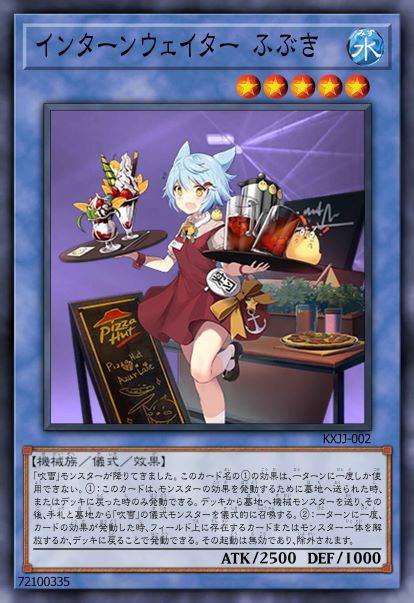 インターンウェイター ふぶき
みず
水
Pizza Hut
Pizza Hut
Azur Lane
KXJJ-002
【機械族／儀式／効果】
「吹雪」モンスターが降りてきました。このカード名の①の効果は、一ターンに一度しか使
用できない。①：このカードは、モンスターの効果を発動するために墓地へ送られた時、
またはデッキに戻った時のみ発動できる。デッキから墓地へ機械モンスターを送り、その
後、手札と墓地から「吹雪」の儀式モンスターを儀式的に召喚する。②：一ターンに一度、
カードの効果が発動した時、フィールド上に存在するカードまたはモンスター一体を解
放するか、デッキに戻ることで発動できる。その起動は無効であり、除外されます。
ATK/2500 DEF/1000
72100335